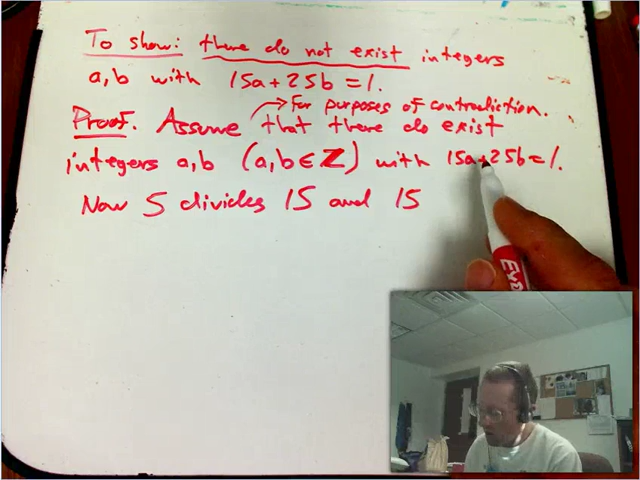 To show: there do not exist integers
a, b with 15a + 25b = 1.
For purposes of contradiction.
Proof. Assume that there do exist
integers a, b (a, b ∈ Z) with 15a+25b = 1.
Now 5 divides 15 and 15